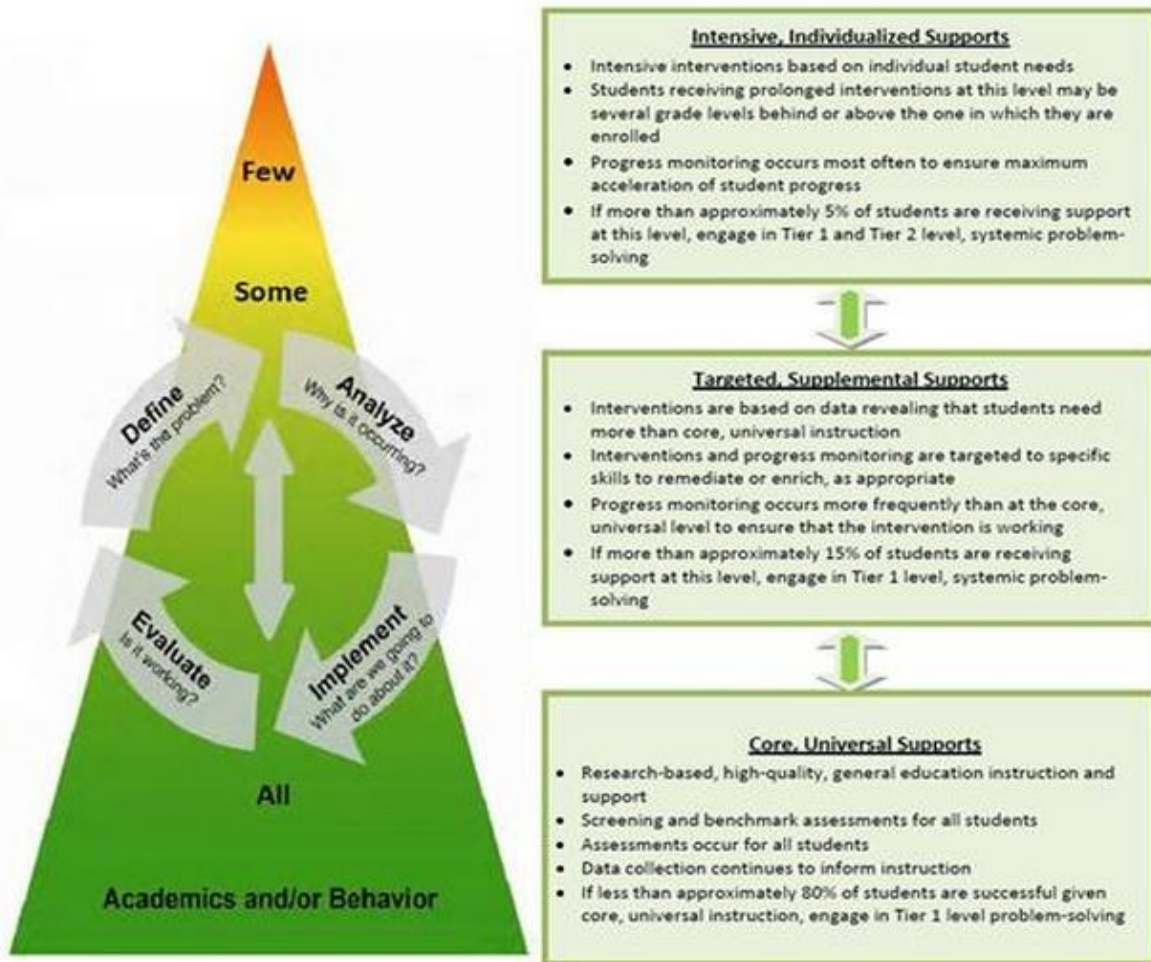 Few
Some
Define
What's the problem?
Analyze
Why is it occurring?
Implement
What are we going to
do about it?
Evaluate
Is it working?
All
Academics and/or Behavior
Intensive, Individualized Supports
• Intensive interventions based on individual student needs
• Students receiving prolonged interventions at this level may be
several grade levels behind or above the one in which they are
enrolled
• Progress monitoring occurs most often to ensure maximum
acceleration of student progress
• If more than approximately 5% of students are receiving support
at this level, engage in Tier 1 and Tier 2 level, systemic problem-
solving
Targeted, Supplemental Supports
• Interventions are based on data revealing that students need
more than core, universal instruction
• Interventions and progress monitoring are targeted to specific
skills to remediate or enrich, as appropriate
• Progress monitoring occurs more frequently than at the core,
universal level to ensure that the intervention is working
• If more than approximately 15% of students are receiving
support at this level, engage in Tier 1 level, systemic problem-
solving
Core, Universal Supports
• Research-based, high-quality, general education instruction and
support
• Screening and benchmark assessments for all students
• Assessments occur for all students
• Data collection continues to inform instruction
• If less than approximately 80% of students are successful given
core, universal instruction, engage in Tier 1 level problem-solving